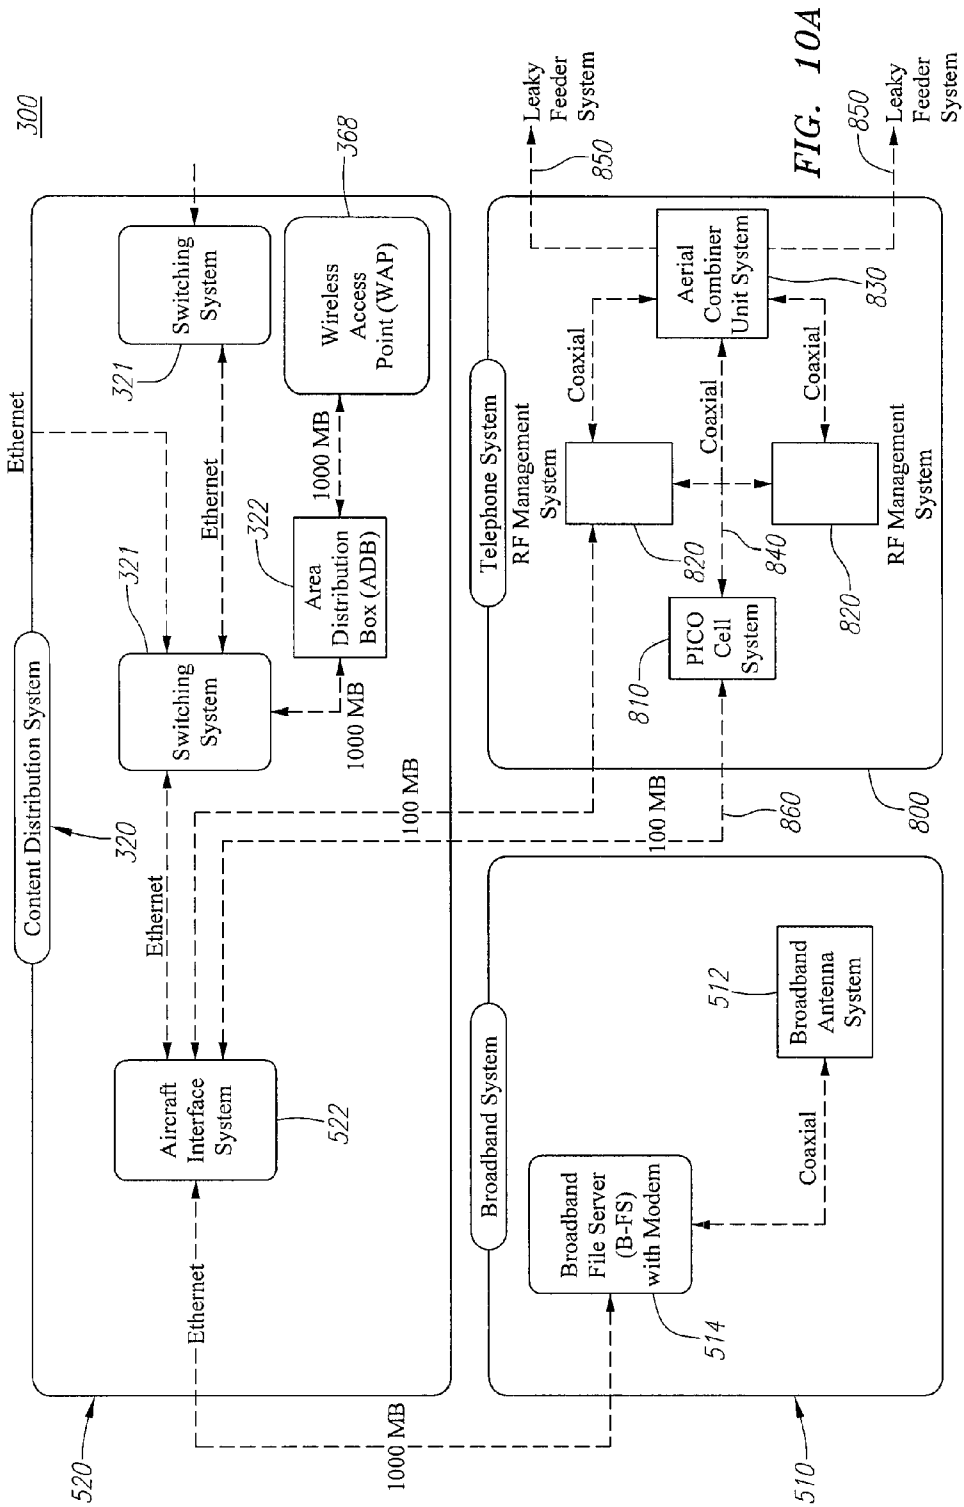 300
Ethernet
Content Distribution System
320
520
Aircraft
Interface
System
522
Ethernet
Switching
System
321
Ethernet
Switching
System
321
1000 MB
Area
Distribution
Box (ADB)
322
1000 MB
Wireless
Access
Point (WAP)
368
Ethernet
1000 MB
100 MB
100 MB
860
Broadband System
510
Broadband
File Server
(B-FS)
with Modem
514
Coaxial
Broadband
Antenna
System
512
Telephone System
800
RF Management
System
820
PICO
Cell
System
810
840
RF Management
System
820
Coaxial
Coaxial
Coaxial
Aerial
Combiner
Unit System
830
Leaky
Feeder
System
850
Leaky
Feeder
System
850
FIG. 10A